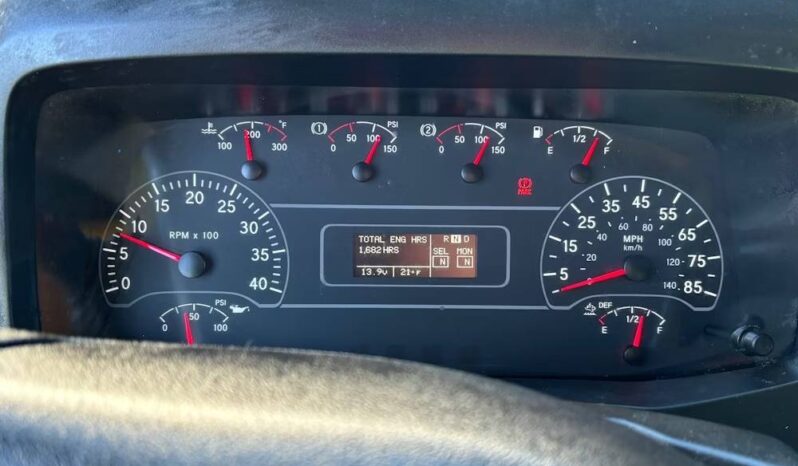 100 200 °F 300
① 0 50 100 PSI 150
② 0 50 100 PSI 150
E 1/2 F
PARK
0 5 10 15 20 25 30 35 40
RPM x 100
TOTAL ENG HRS R N D
1,682 HRS SEL MON
N N
13.9V 21°F
5 15 25 35 45 55 65 75 85
20 40 60 80 100 120 140
MPH
km/h
0 50 PSI 100
DEF
E 1/2 F